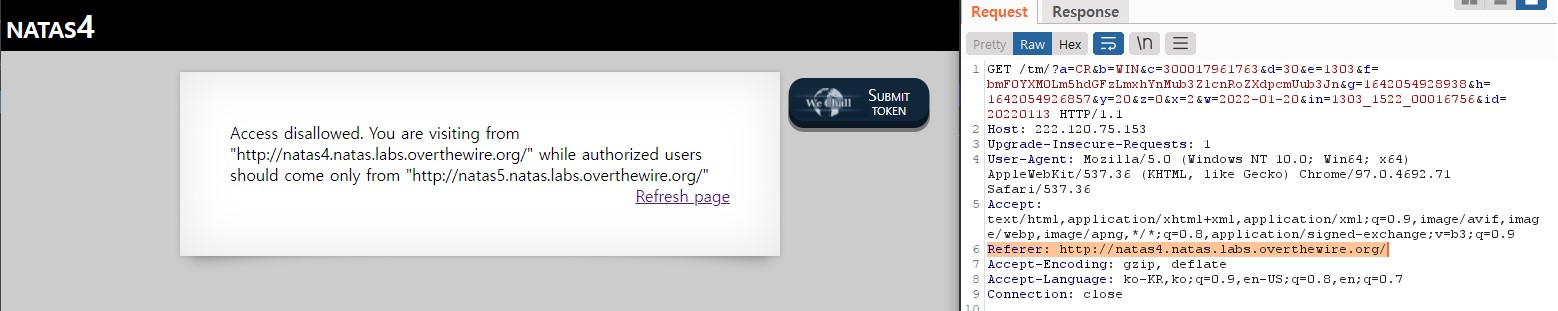 NATAS4
Access disallowed. You are visiting from
"http://natas4.natas.labs.overthewire.org/" while authorized users
should come only from "http://natas5.natas.labs.overthewire.org/"
Refresh page
We Chall
SUBMIT
TOKEN
Request
Response
Pretty
Raw
Hex
\n
1 GET /tm/?a=CR&b=WIN&c=300017961763&d=30&e=1303&f=
bmF0YXM0Lm5hdGFzLmxhYnMub3ZlcnRoZXdpcmUub3Jn&g=1642054928938&h=
1642054926857&y=20&z=0&x=2&w=2022-01-20&in=1303_1522_00016756&id=
20220113 HTTP/1.1
2 Host: 222.120.75.153
3 Upgrade-Insecure-Requests: 1
4 User-Agent: Mozilla/5.0 (Windows NT 10.0; Win64; x64)
AppleWebKit/537.36 (KHTML, like Gecko) Chrome/97.0.4692.71
Safari/537.36
5 Accept:
text/html,application/xhtml+xml,application/xml;q=0.9,image/avif,imag
e/webp,image/apng,*/*;q=0.8,application/signed-exchange;v=b3;q=0.9
6 Referer: http://natas4.natas.labs.overthewire.org/
7 Accept-Encoding: gzip, deflate
8 Accept-Language: ko-KR,ko;q=0.9,en-US;q=0.8,en;q=0.7
9 Connection: close
10